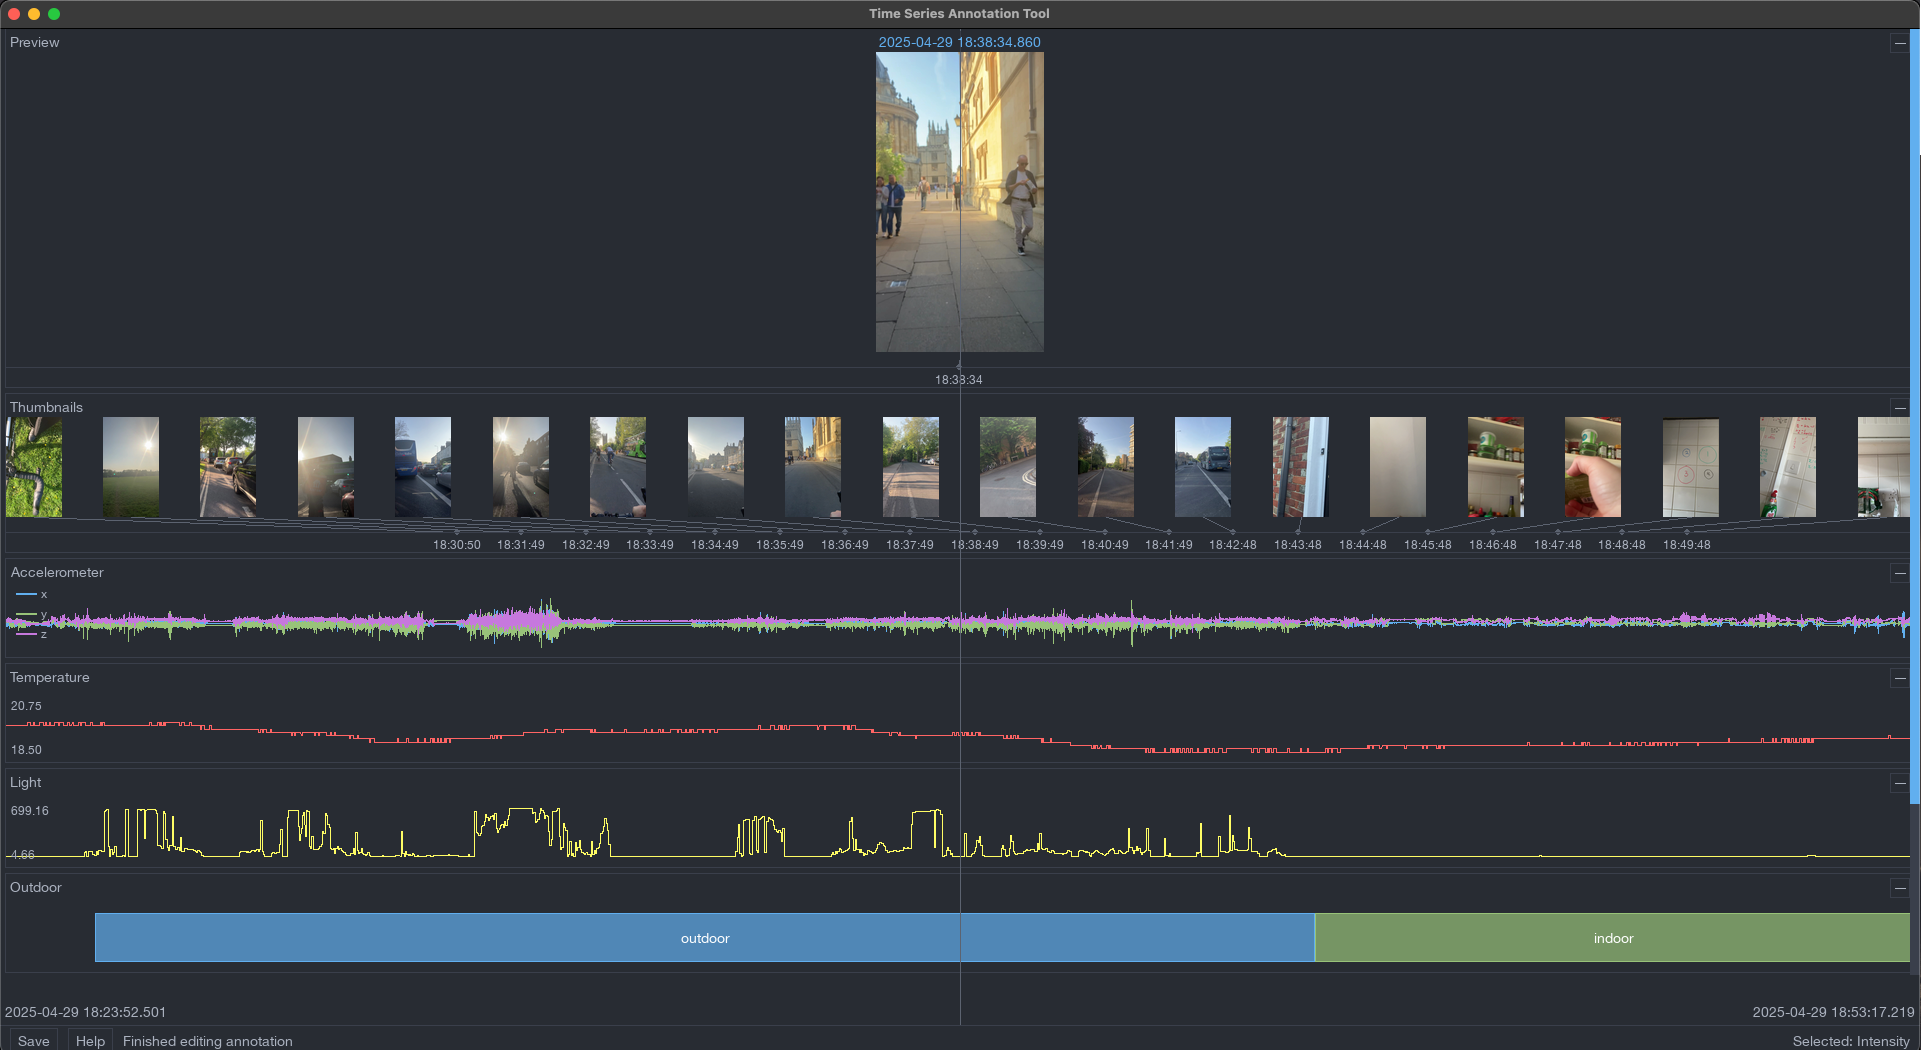 Time Series Annotation Tool
Preview
2025-04-29 18:38:34.860
18:38:34
Thumbnails
18:30:50 18:31:49 18:32:49 18:33:49 18:34:49 18:35:49 18:36:49 18:37:49 18:38:49 18:39:49 18:40:49 18:41:49 18:42:48 18:43:48 18:44:48 18:45:48 18:46:48 18:47:48 18:48:48 18:49:48
Accelerometer
x
y
z
Temperature
20.75
18.50
Light
699.16
4.66
Outdoor
outdoor indoor
2025-04-29 18:23:52.501 2025-04-29 18:53:17.219
Save Help Finished editing annotation Selected: Intensity